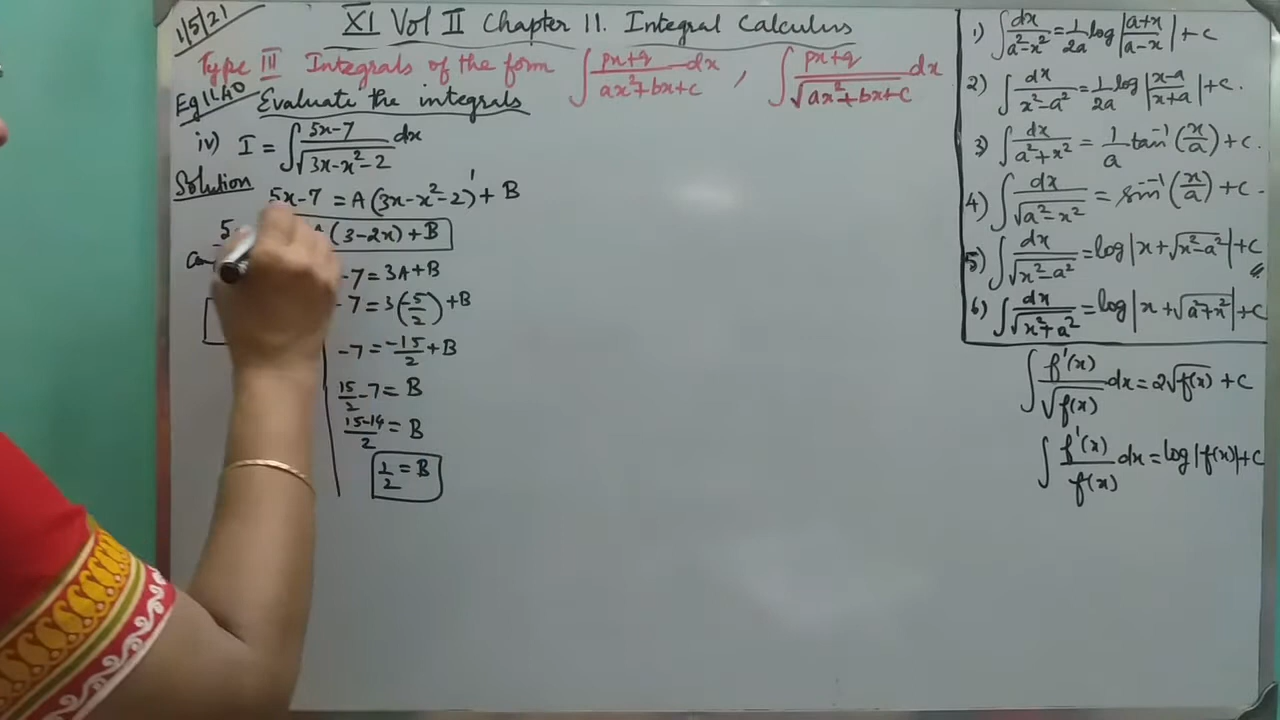 1/5/21
XI Vol II Chapter 11. Integral Calculus
Type III Integrals of the form ∫ (px+q)/(ax²+bx+c) dx , ∫ (px+q)/√(ax²+bx+c) dx
Eg 11.40 Evaluate the integrals
iv) I = ∫ (5x-7)/√(3x-x²-2) dx
Solution
5x-7 = A(3x-x²-2)' + B
5 A(3-2x) + B
-7 = 3A+B
-7 = 3(-5/2) + B
-7 = -15/2 + B
15/2 - 7 = B
(15-14)/2 = B
1/2 = B
1) ∫ dx/(a²-x²) = 1/2a log |(a+x)/(a-x)| + c
2) ∫ dx/(x²-a²) = 1/2a log |(x-a)/(x+a)| + c.
3) ∫ dx/(a²+x²) = 1/a tan⁻¹(x/a) + c.
4) ∫ dx/√(a²-x²) = sin⁻¹(x/a) + c.
5) ∫ dx/√(x²-a²) = log|x + √(x²-a²)| + c
6) ∫ dx/√(x²+a²) = log|x + √(a²+x²)| + c
∫ f'(x)/√f(x) dx = 2√f(x) + c
∫ f'(x)/f(x) dx = log|f(x)| + c